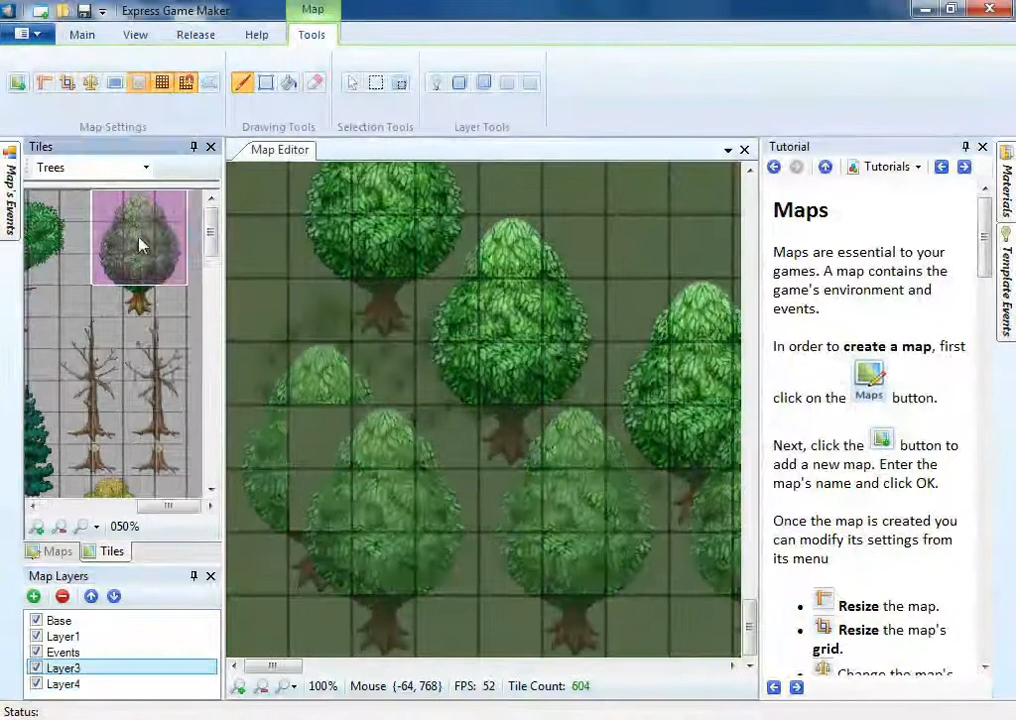 Express Game Maker
Map
Main
View
Release
Help
Tools
Map Settings
Drawing Tools
Selection Tools
Layer Tools
Map's Events
Tiles
Trees
050%
Maps
Tiles
Map Layers
Base
Layer1
Events
Layer3
Layer4
Map Editor
100%
Mouse {-64, 768}
FPS: 52
Tile Count: 604
Tutorial
Tutorials
Maps
Maps are essential to your
games. A map contains the
game's environment and
events.
In order to create a map, first
click on the Maps button.
Next, click the button to
add a new map. Enter the
map's name and click OK.
Once the map is created you
can modify its settings from
its menu
• Resize the map.
• Resize the map's
grid.
• Change the map's
Materials
Template Events
Status: